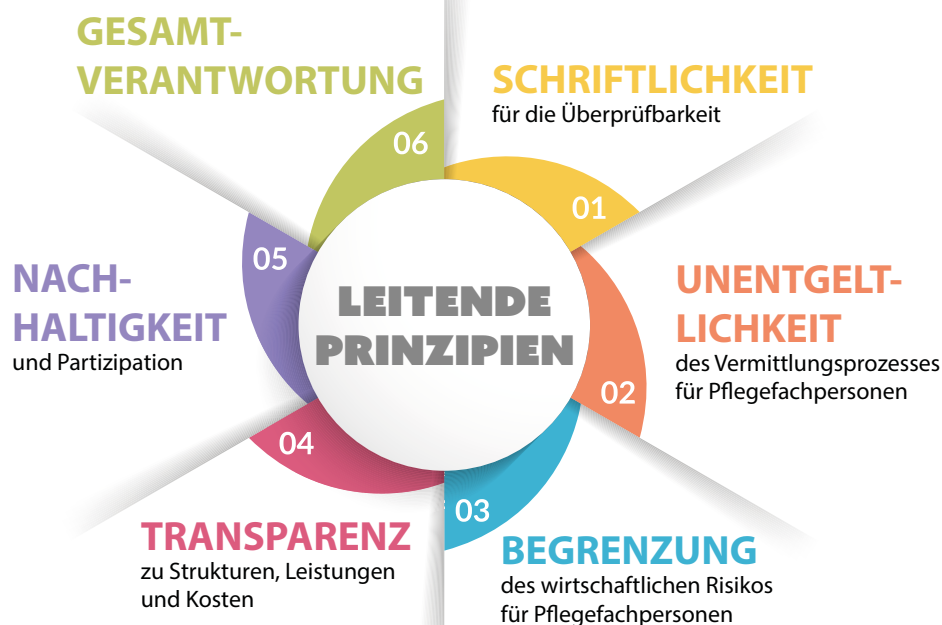 LEITENDE
PRINZIPIEN
01
SCHRIFTLICHKEIT
für die Überprüfbarkeit
02
UNENTGELT-
LICHKEIT
des Vermittlungsprozesses
für Pflegefachpersonen
03
BEGRENZUNG
des wirtschaftlichen Risikos
für Pflegefachpersonen
04
TRANSPARENZ
zu Strukturen, Leistungen
und Kosten
05
NACH-
HALTIGKEIT
und Partizipation
06
GESAMT-
VERANTWORTUNG